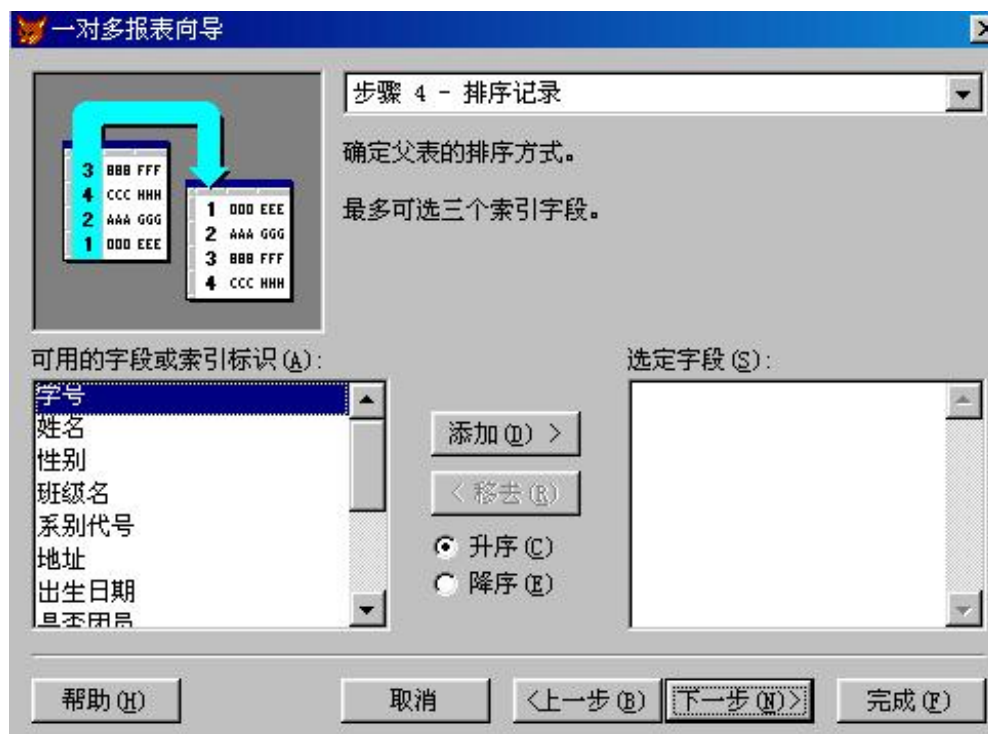 一对多报表向导
步骤 4 - 排序记录
确定父表的排序方式。
最多可选三个索引字段。
3 BBB FFF
4 CCC HHH
2 AAA GGG
1 DDD EEE
1 DDD EEE
2 AAA GGG
3 BBB FFF
4 CCC HHH
可用的字段或索引标识(A):
学号
姓名
性别
班级名
系别代号
地址
出生日期
是否团员
添加(D) >
< 移去(R)
升序(C)
降序(E)
选定字段(S):
帮助(H)
取消
<上一步(B)
下一步(N)>
完成(F)